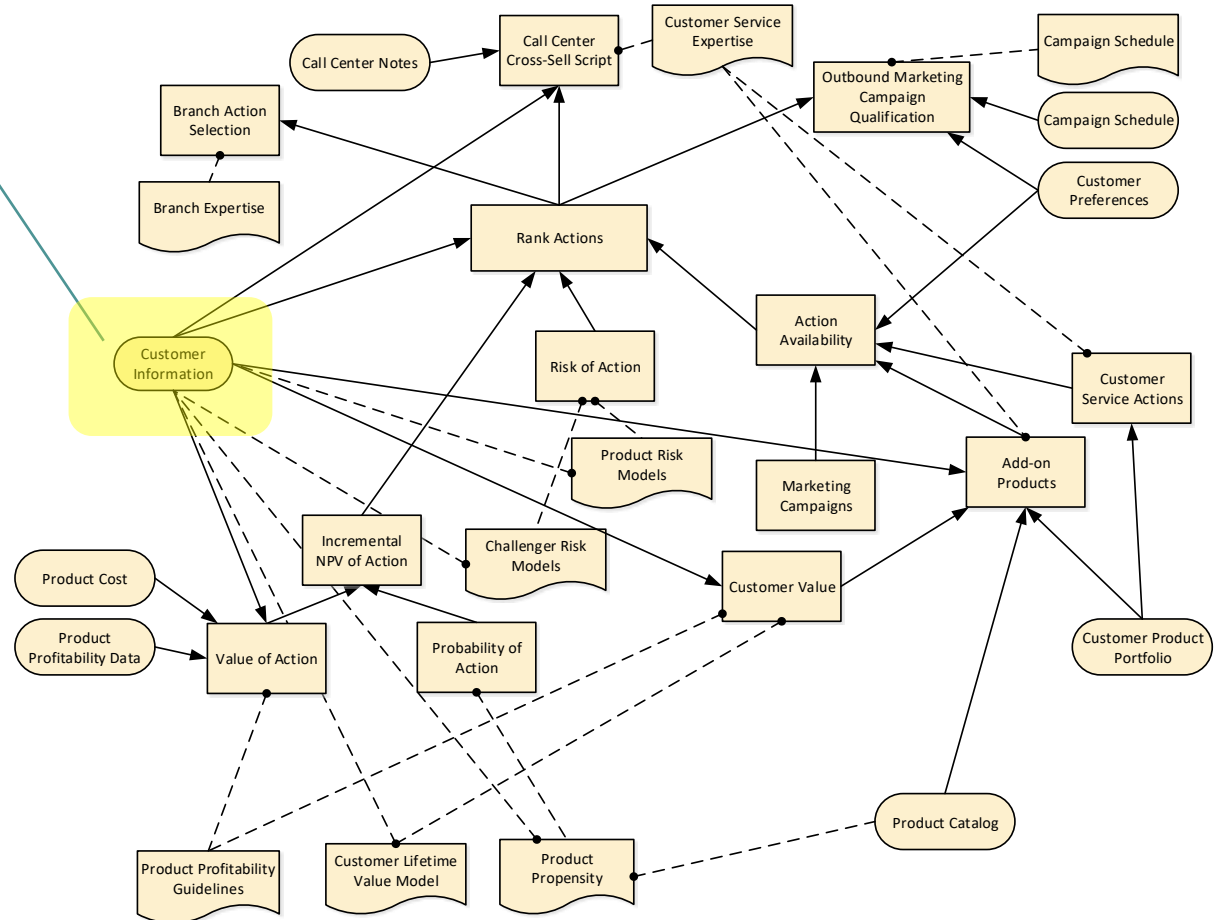 Customer Service
Expertise
Call Center
Cross-Sell Script
Campaign Schedule
Call Center Notes
Outbound Marketing
Campaign
Qualification
Branch Action
Selection
Campaign Schedule
Customer
Preferences
Branch Expertise
Rank Actions
Action
Availability
Customer
Information
Risk of Action
Customer
Service Actions
Product Risk
Models
Add-on
Products
Marketing
Campaigns
Incremental
NPV of Action
Challenger Risk
Models
Product Cost
Customer Value
Product
Profitability Data
Value of Action
Probability of
Action
Customer Product
Portfolio
Product Catalog
Product Profitability
Guidelines
Customer Lifetime
Value Model
Product
Propensity